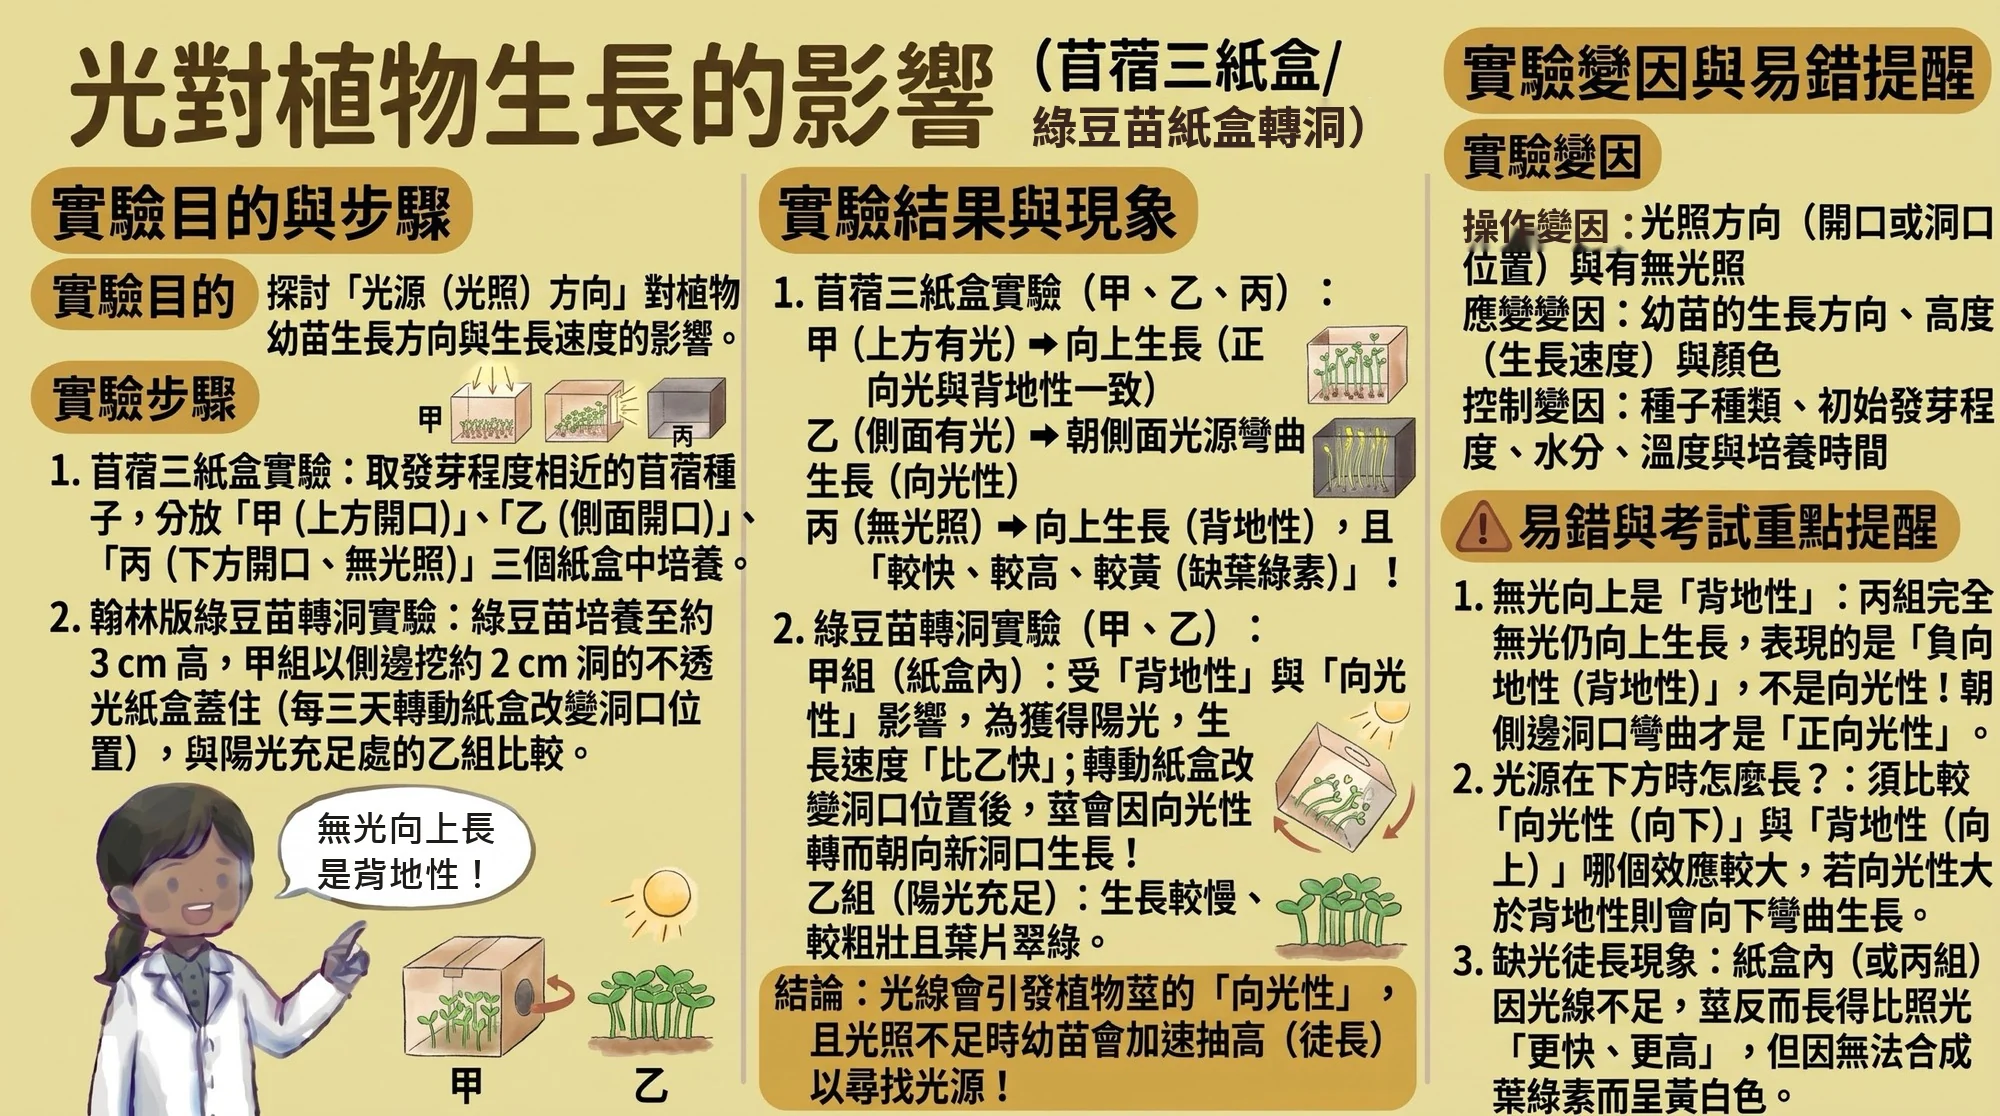 光對植物生長的影響
（苜蓿三紙盒/
綠豆苗紙盒轉洞）
實驗目的與步驟
實驗目的
探討「光源（光照）方向」對植物
幼苗生長方向與生長速度的影響。
實驗步驟
甲
丙
1. 苜蓿三紙盒實驗：取發芽程度相近的苜蓿種
子，分放「甲 (上方開口)」、「乙 (側面開口)」、
「丙 (下方開口、無光照)」三個紙盒中培養。
2. 翰林版綠豆苗轉洞實驗：綠豆苗培養至約
3 cm 高，甲組以側邊挖約 2 cm 洞的不透
光紙盒蓋住（每三天轉動紙盒改變洞口位
置），與陽光充足處的乙組比較。
無光向上長
是背地性！
甲
乙
實驗結果與現象
1. 苜蓿三紙盒實驗（甲、乙、丙）：
甲（上方有光）➡ 向上生長（正
向光與背地性一致）
乙（側面有光）➡ 朝側面光源彎曲
生長（向光性）
丙（無光照）➡ 向上生長（背地性），且
「較快、較高、較黃 (缺葉綠素)」！
2. 綠豆苗轉洞實驗（甲、乙）：
甲組（紙盒內）：受「背地性」與「向光
性」影響，為獲得陽光，生
長速度「比乙快」；轉動紙盒改
變洞口位置後，莖會因向光性
轉而朝向新洞口生長！
乙組（陽光充足）：生長較慢、
較粗壯且葉片翠綠。
結論：光線會引發植物莖的「向光性」，
且光照不足時幼苗會加速抽高（徒長）
以尋找光源！
實驗變因與易錯提醒
實驗變因
操作變因：光照方向（開口或洞口
位置）與有無光照
應變變因：幼苗的生長方向、高度
（生長速度）與顏色
控制變因：種子種類、初始發芽程
度、水分、溫度與培養時間
易錯與考試重點提醒
1. 無光向上是「背地性」：丙組完全
無光仍向上生長，表現的是「負向
地性 (背地性)」，不是向光性！朝
側邊洞口彎曲才是「正向光性」。
2. 光源在下方時怎麼長？：須比較
「向光性（向下）」與「背地性（向
上）」哪個效應較大，若向光性大
於背地性則會向下彎曲生長。
3. 缺光徒長現象：紙盒內（或丙組）
因光線不足，莖反而長得比照光
「更快、更高」，但因無法合成
葉綠素而呈黃白色。